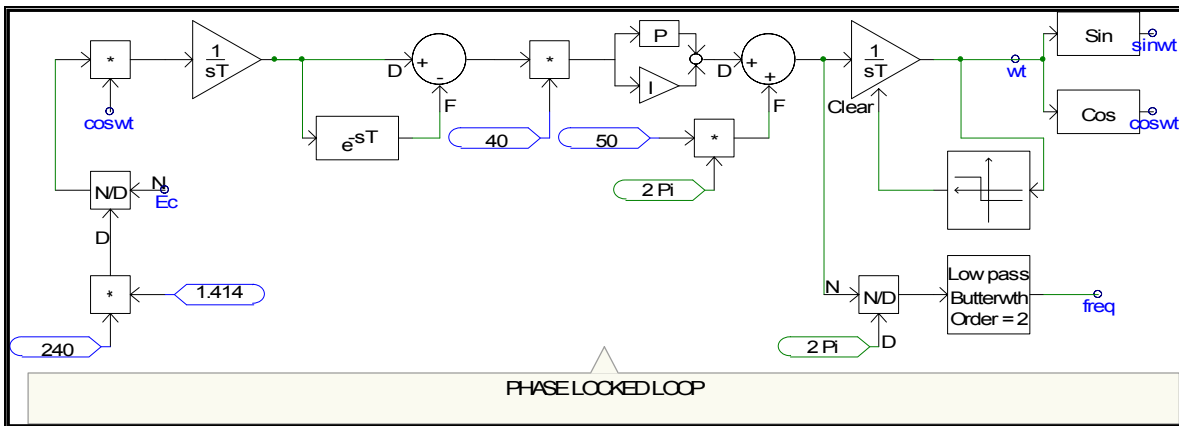 *
coswt
1
sT
D
+
-
F
e-sT
*
40
P
I
D
+
+
F
50
*
2 Pi
1
sT
Clear
wt
Sin
sinwt
Cos
coswt
N/D
N
Ec
D
*
1.414
240
N
N/D
D
2 Pi
Low pass
Butterwth
Order = 2
freq
PHASE LOCKED LOOP